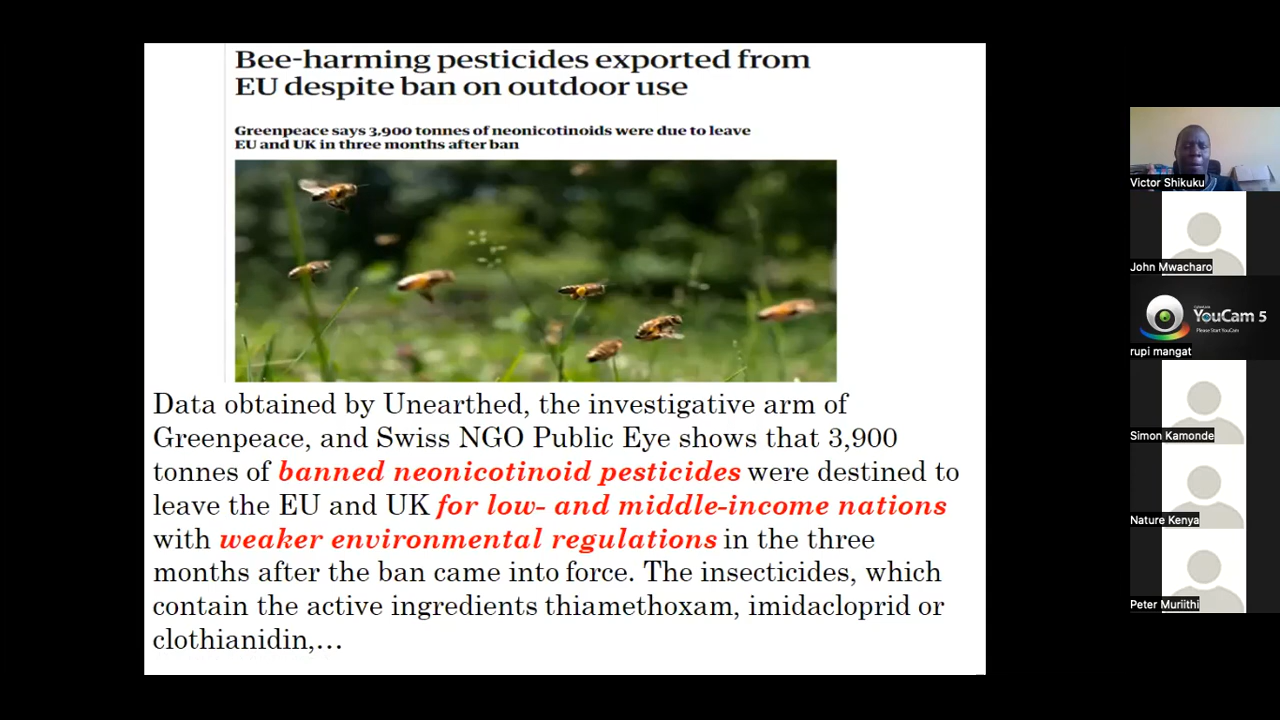 Bee-harming pesticides exported from
EU despite ban on outdoor use
Greenpeace says 3,900 tonnes of neonicotinoids were due to leave
EU and UK in three months after ban
Data obtained by Unearthed, the investigative arm of
Greenpeace, and Swiss NGO Public Eye shows that 3,900
tonnes of banned neonicotinoid pesticides were destined to
leave the EU and UK for low- and middle-income nations
with weaker environmental regulations in the three
months after the ban came into force. The insecticides, which
contain the active ingredients thiamethoxam, imidacloprid or
clothianidin,…
Victor Shikuku
John Mwacharo
YouCam 5
Please Start YouCam
rupi mangat
Simon Kamonde
Nature Kenya
Peter Muriithi